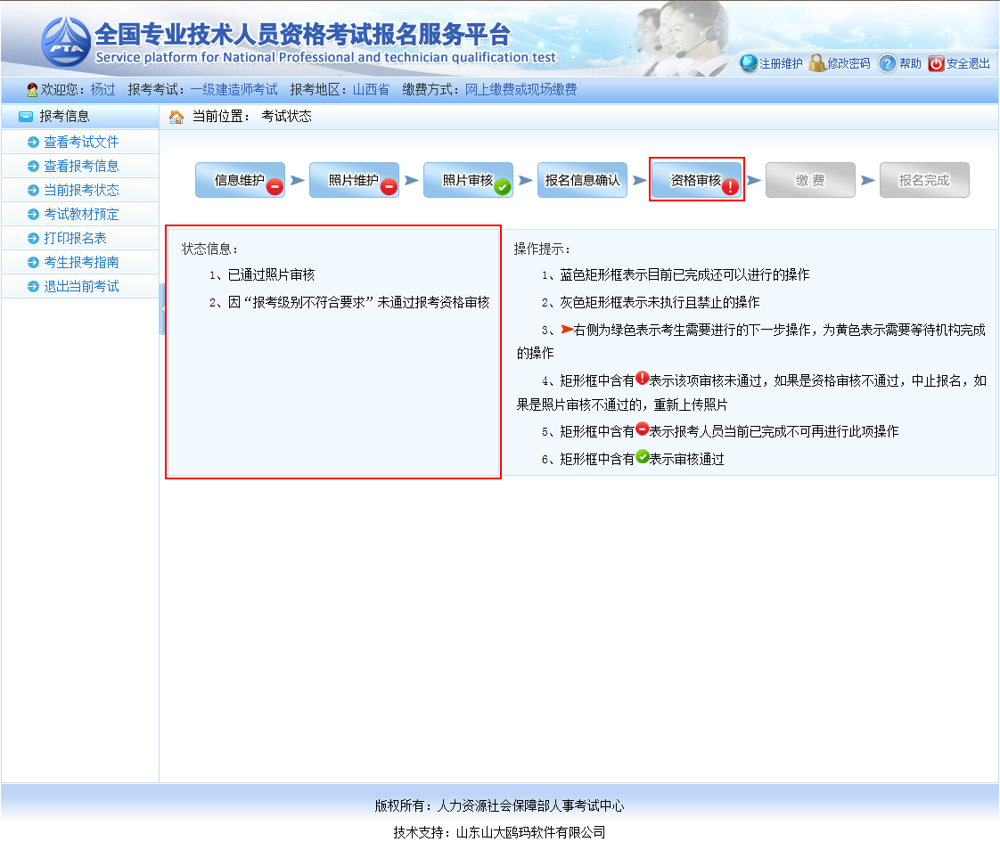 全国专业技术人员资格考试报名服务平台
Service platform for National Professional and technician qualification test
PTA
注册维护 修改密码 ? 帮助 安全退出
欢迎您：杨过 报考考试：一级建造师考试 报考地区：山西省 缴费方式：网上缴费或现场缴费
报考信息
查看考试文件
查看报考信息
当前报考状态
考试教材预定
打印报名表
考生报考指南
退出当前考试
当前位置： 考试状态
信息维护 照片维护 照片审核 报名信息确认 资格审核 缴 费 报名完成
状态信息：
1、已通过照片审核
2、因“报考级别不符合要求”未通过报考资格审核
操作提示：
1、蓝色矩形框表示目前已完成还可以进行的操作
2、灰色矩形框表示未执行且禁止的操作
3、右侧为绿色表示考生需要进行的下一步操作，为黄色表示需要等待机构完成
的操作
4、矩形框中含有表示该项审核未通过，如果是资格审核不通过，中止报名，如
果是照片审核不通过的，重新上传照片
5、矩形框中含有表示报考人员当前已完成不可再进行此项操作
6、矩形框中含有表示审核通过
版权所有：人力资源社会保障部人事考试中心
技术支持：山东山大鸥玛软件有限公司